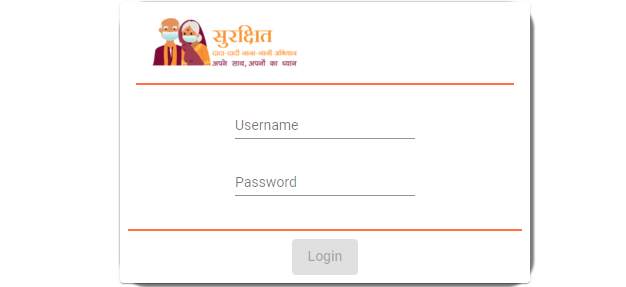 सुरक्षित
दादा-दादी नाना-नानी अभियान
अपने साथ, अपनों का ध्यान
Username
Password
Login